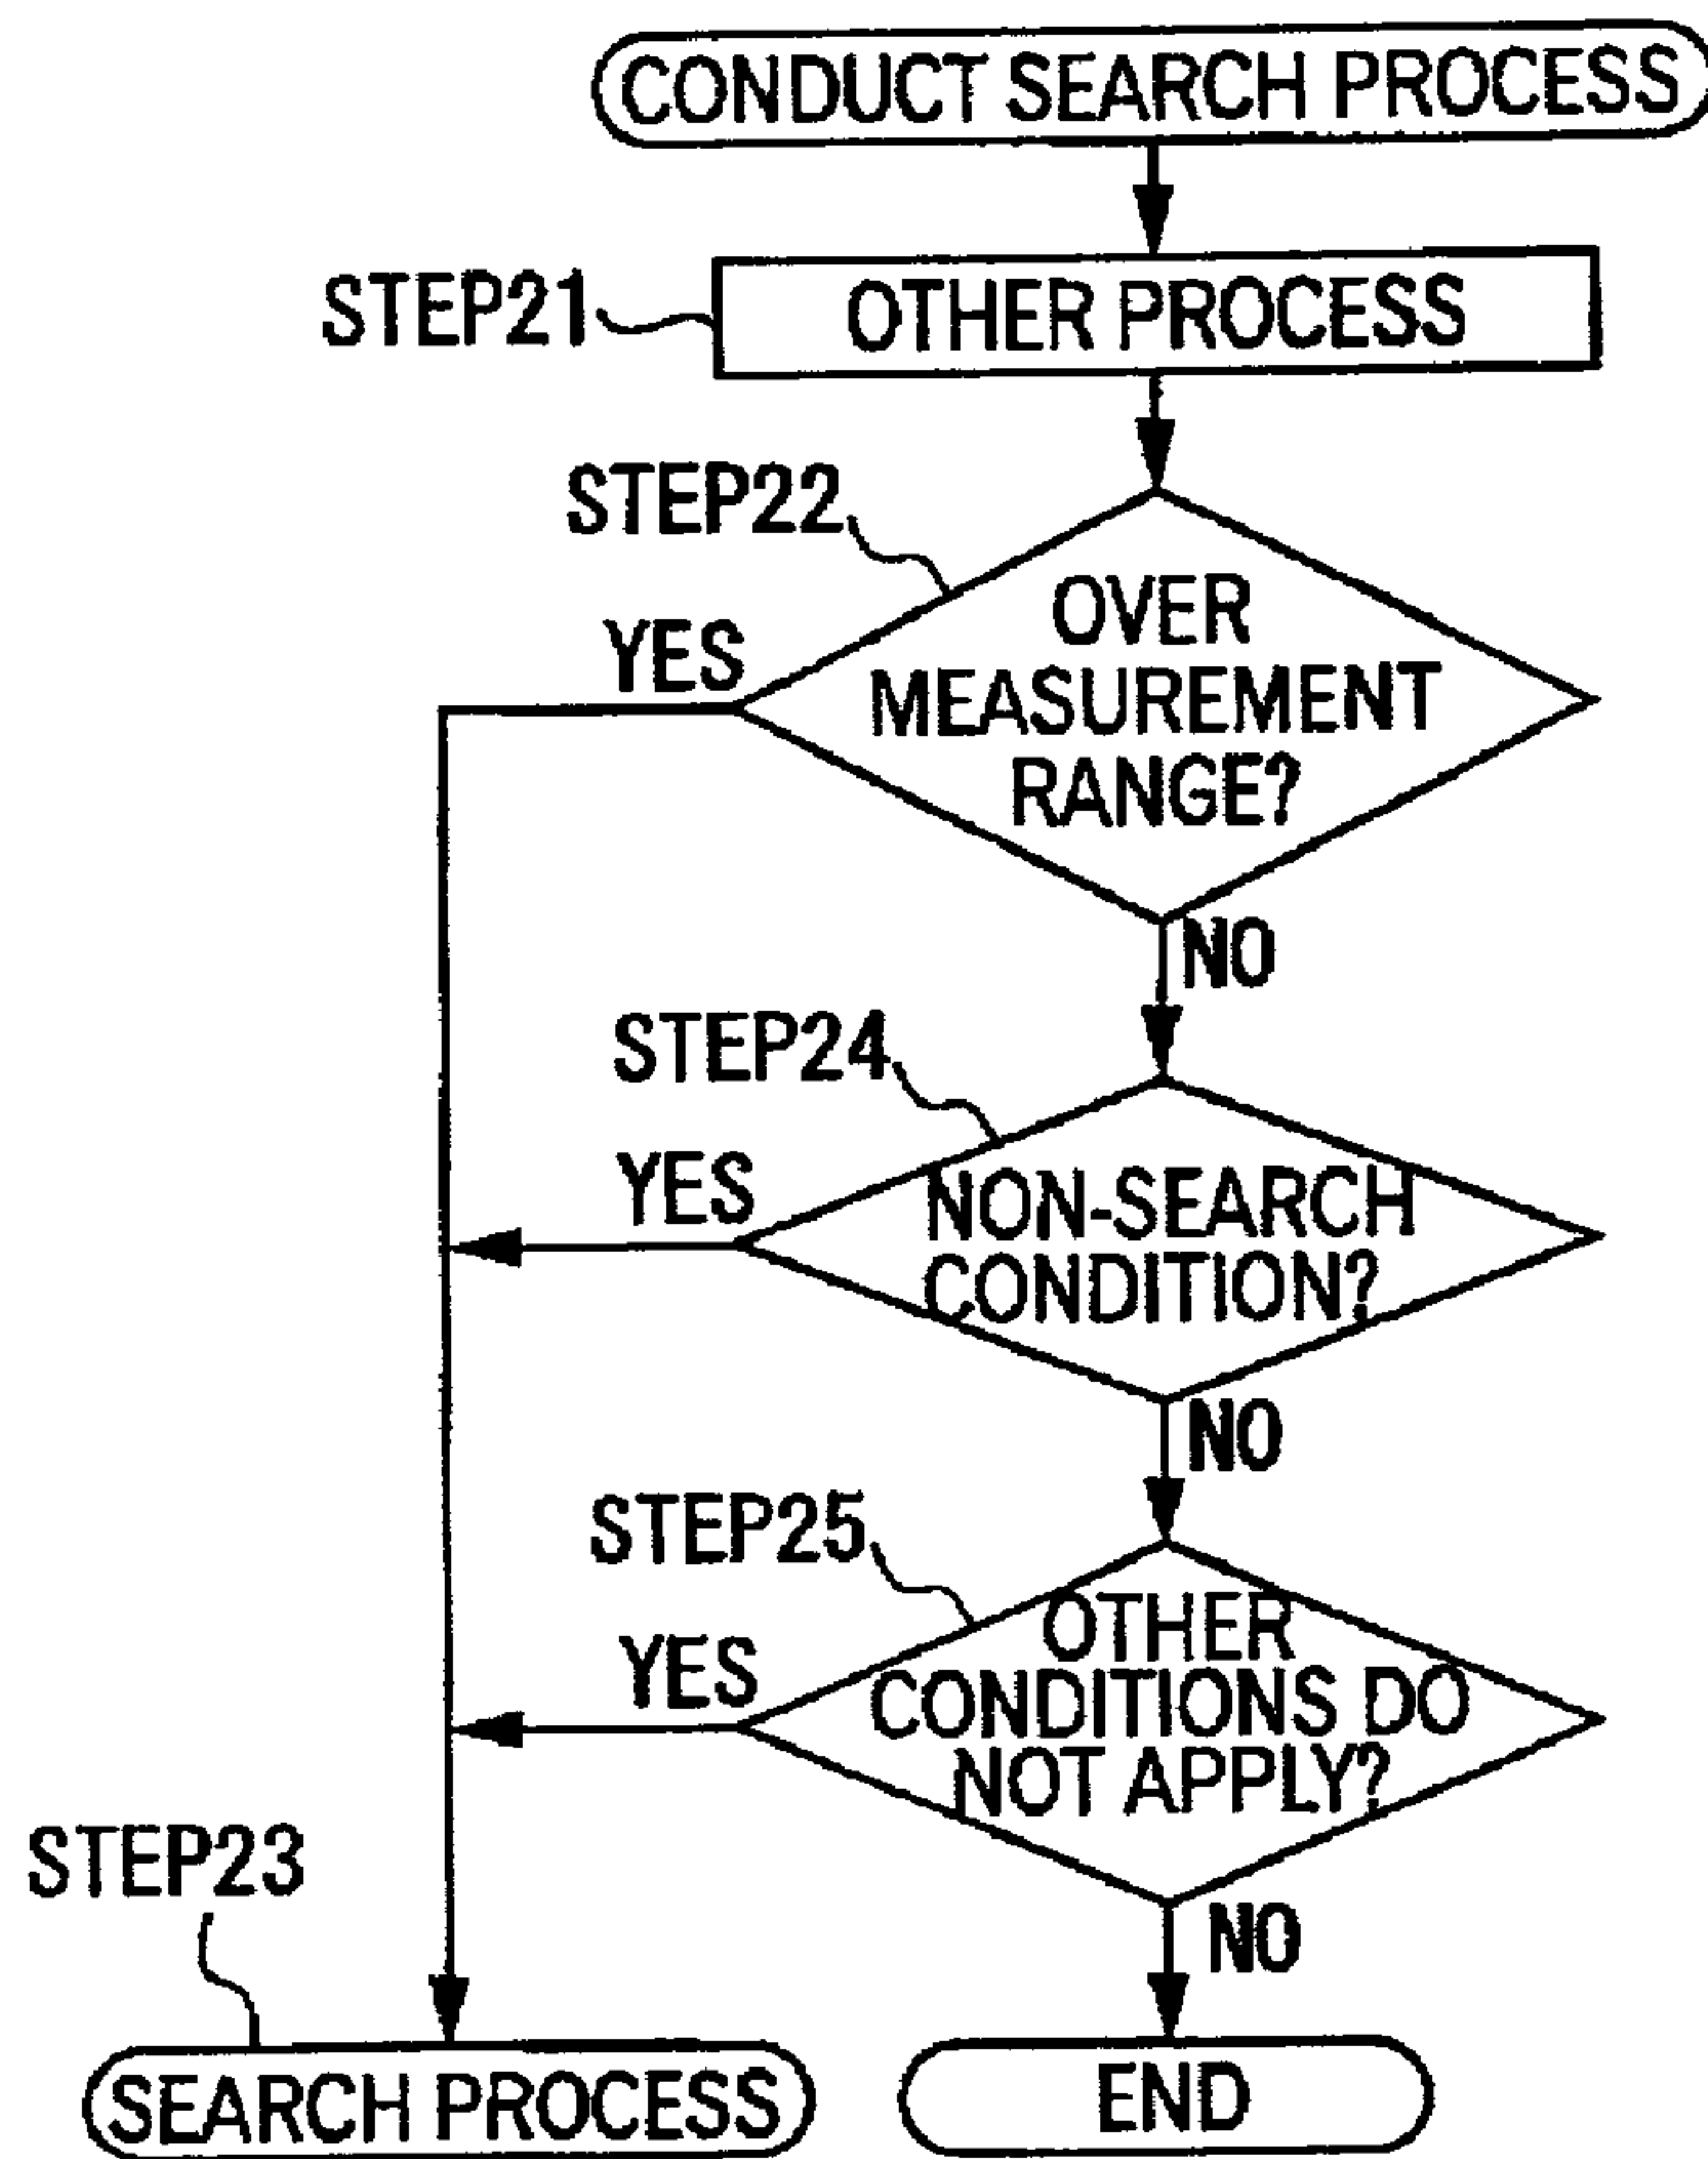 CONDUCT SEARCH PROCESS
STEP21
OTHER PROCESS
STEP22
YES
OVER
MEASUREMENT
RANGE?
NO
STEP24
YES
NON-SEARCH
CONDITION?
NO
STEP25
YES
OTHER
CONDITIONS DO
NOT APPLY?
NO
STEP23
SEARCH PROCESS
END